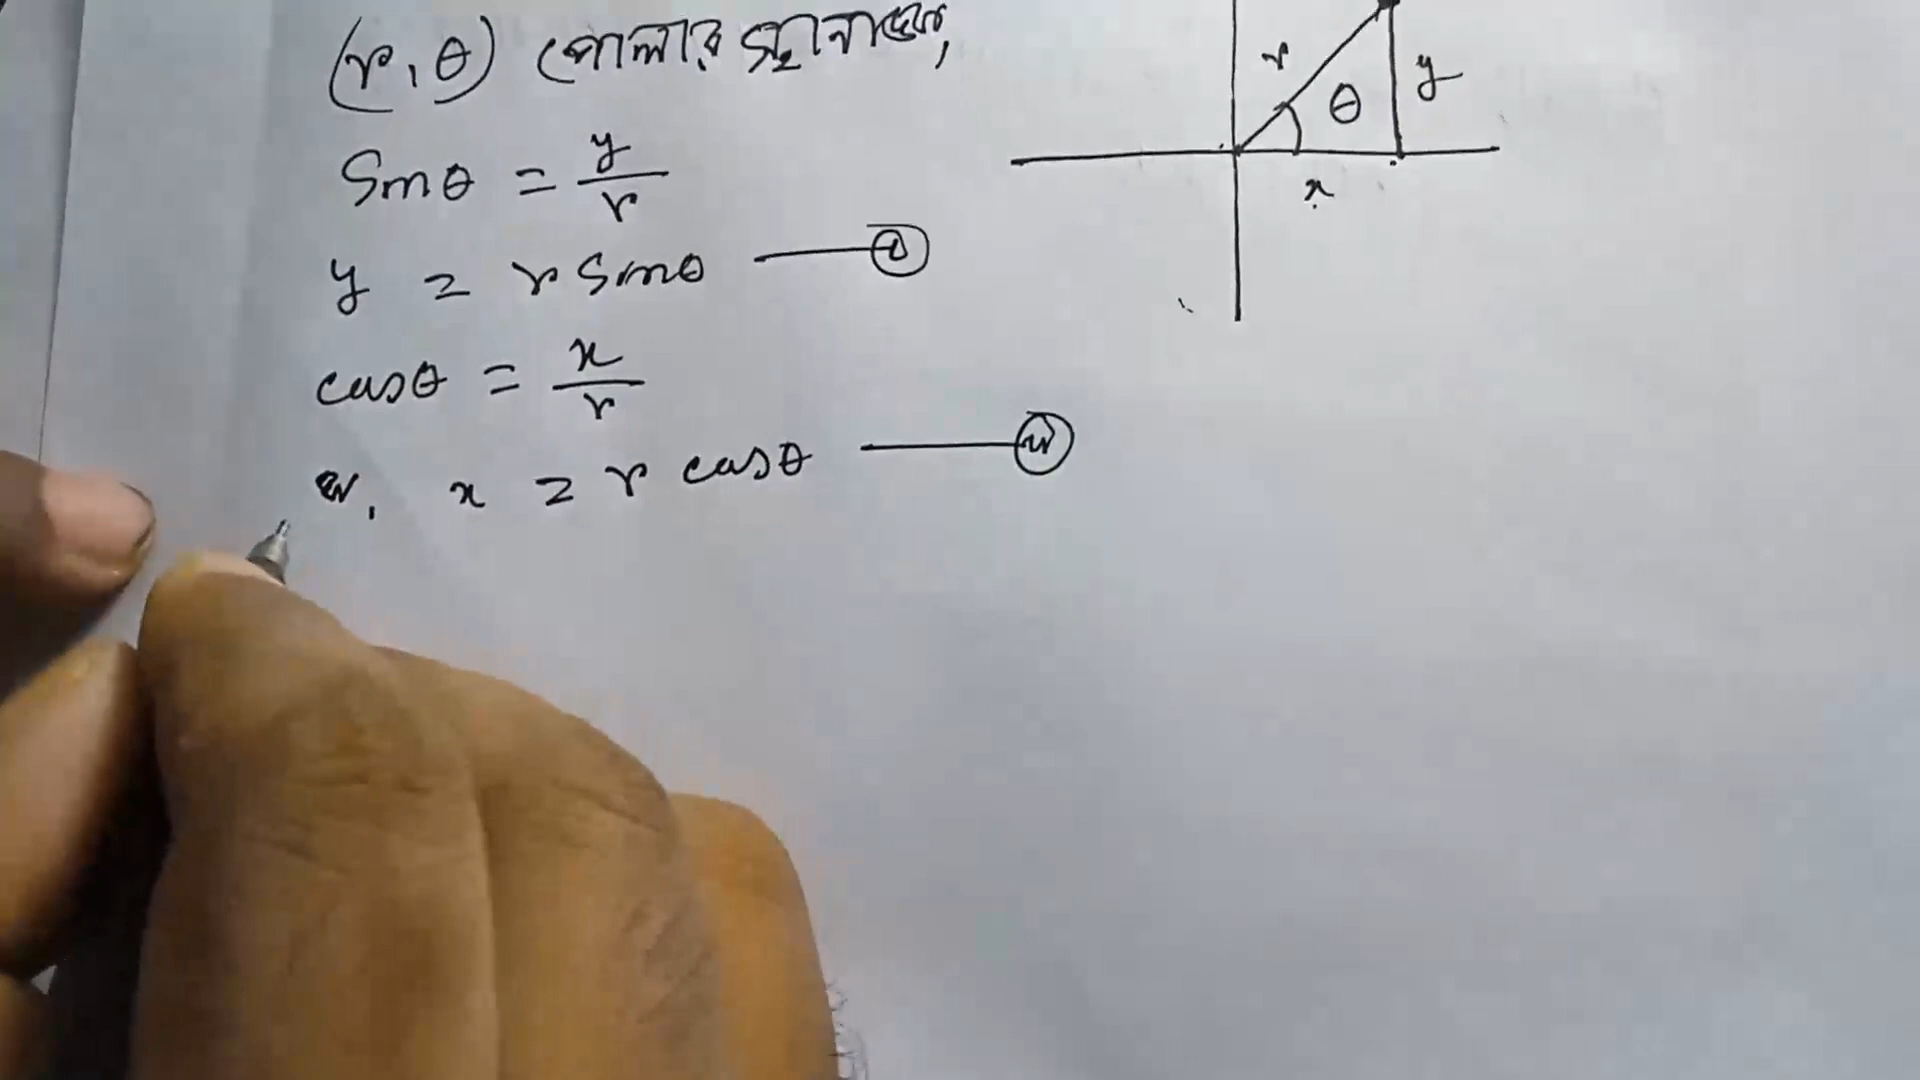 (r, θ) পোলার স্থানাঙ্কে,
Sinθ = y/r
y = r Sinθ —— (i)
cosθ = x/r
বা, x = r cosθ —— (ii)
r
θ
y
x